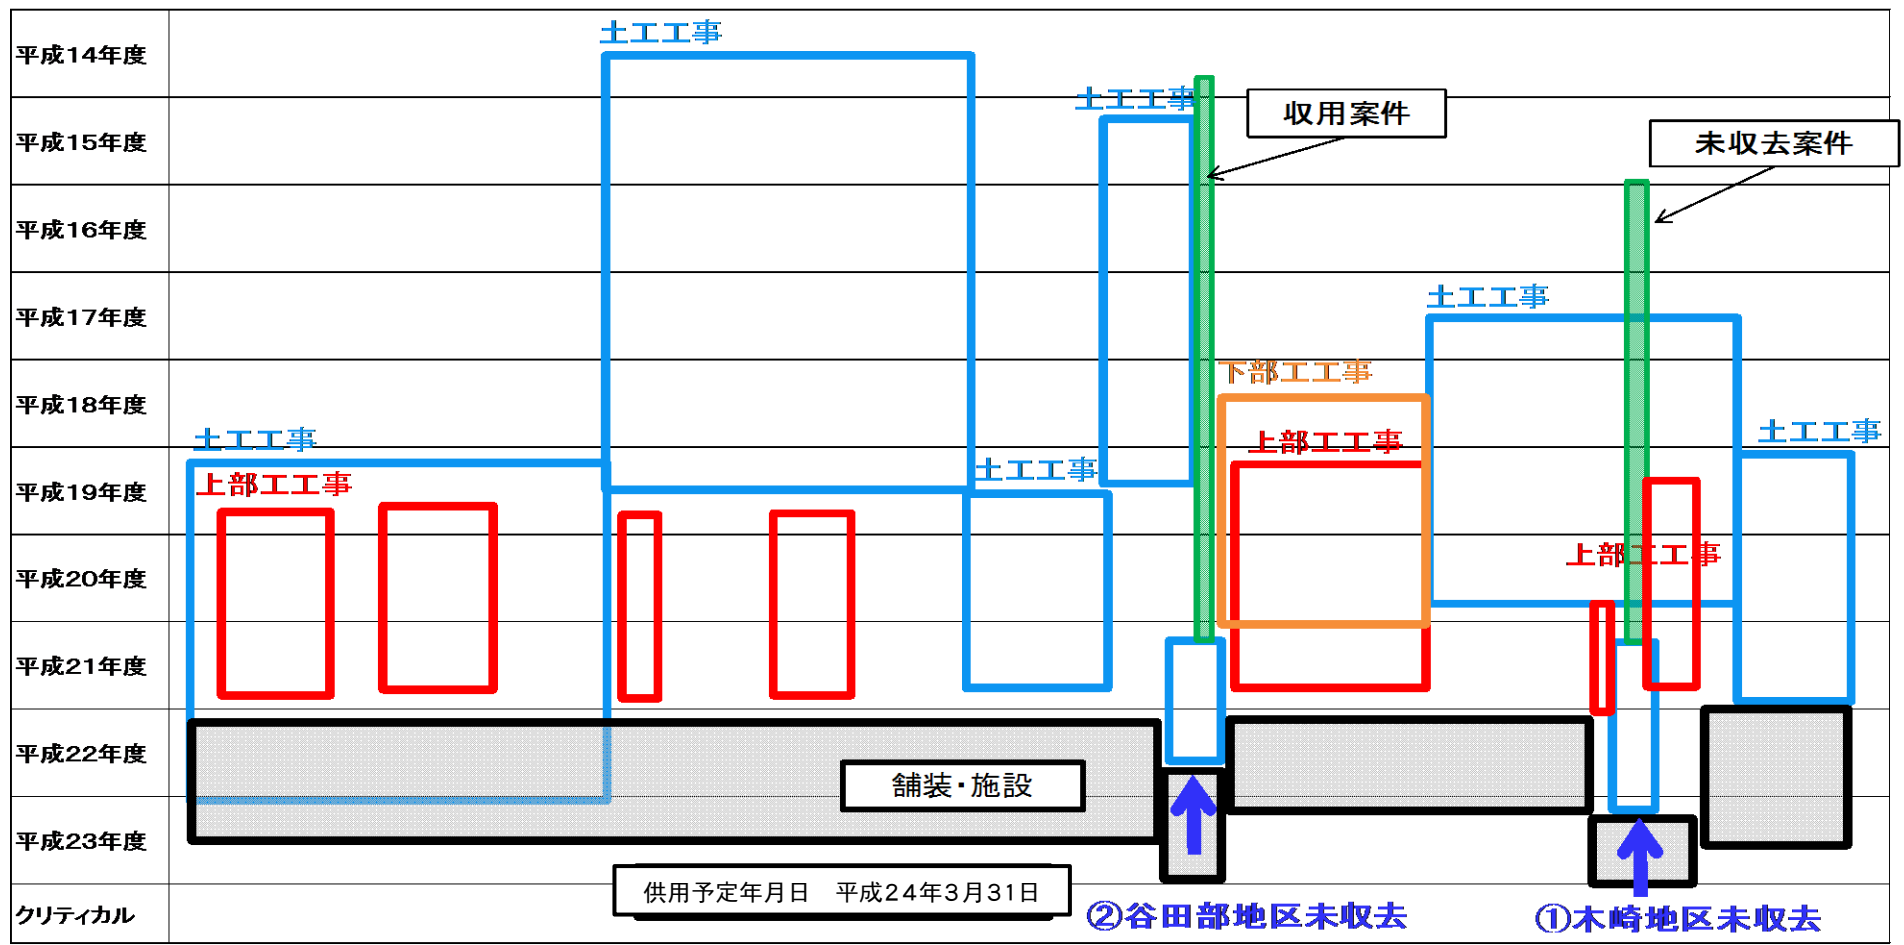 土工工事
平成14年度
土工工事
収用案件
平成15年度
未収去案件
平成16年度
土工工事
平成17年度
下部工工事
平成18年度
土工工事
上部工工事
土工工事
土工工事
上部工工事
平成19年度
上部工工事
平成20年度
平成21年度
平成22年度
舗装・施設
平成23年度
供用予定年月日　平成24年3月31日
クリティカル
②谷田部地区未収去
①木崎地区未収去